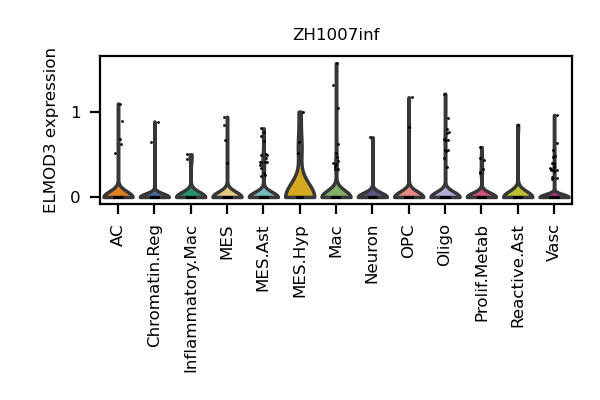 ZH1007inf
ELMOD3 expression
1
0
AC
Chromatin.Reg
Inflammatory.Mac
MES
MES.Ast
MES.Hyp
Mac
Neuron
OPC
Oligo
Prolif.Metab
Reactive.Ast
Vasc